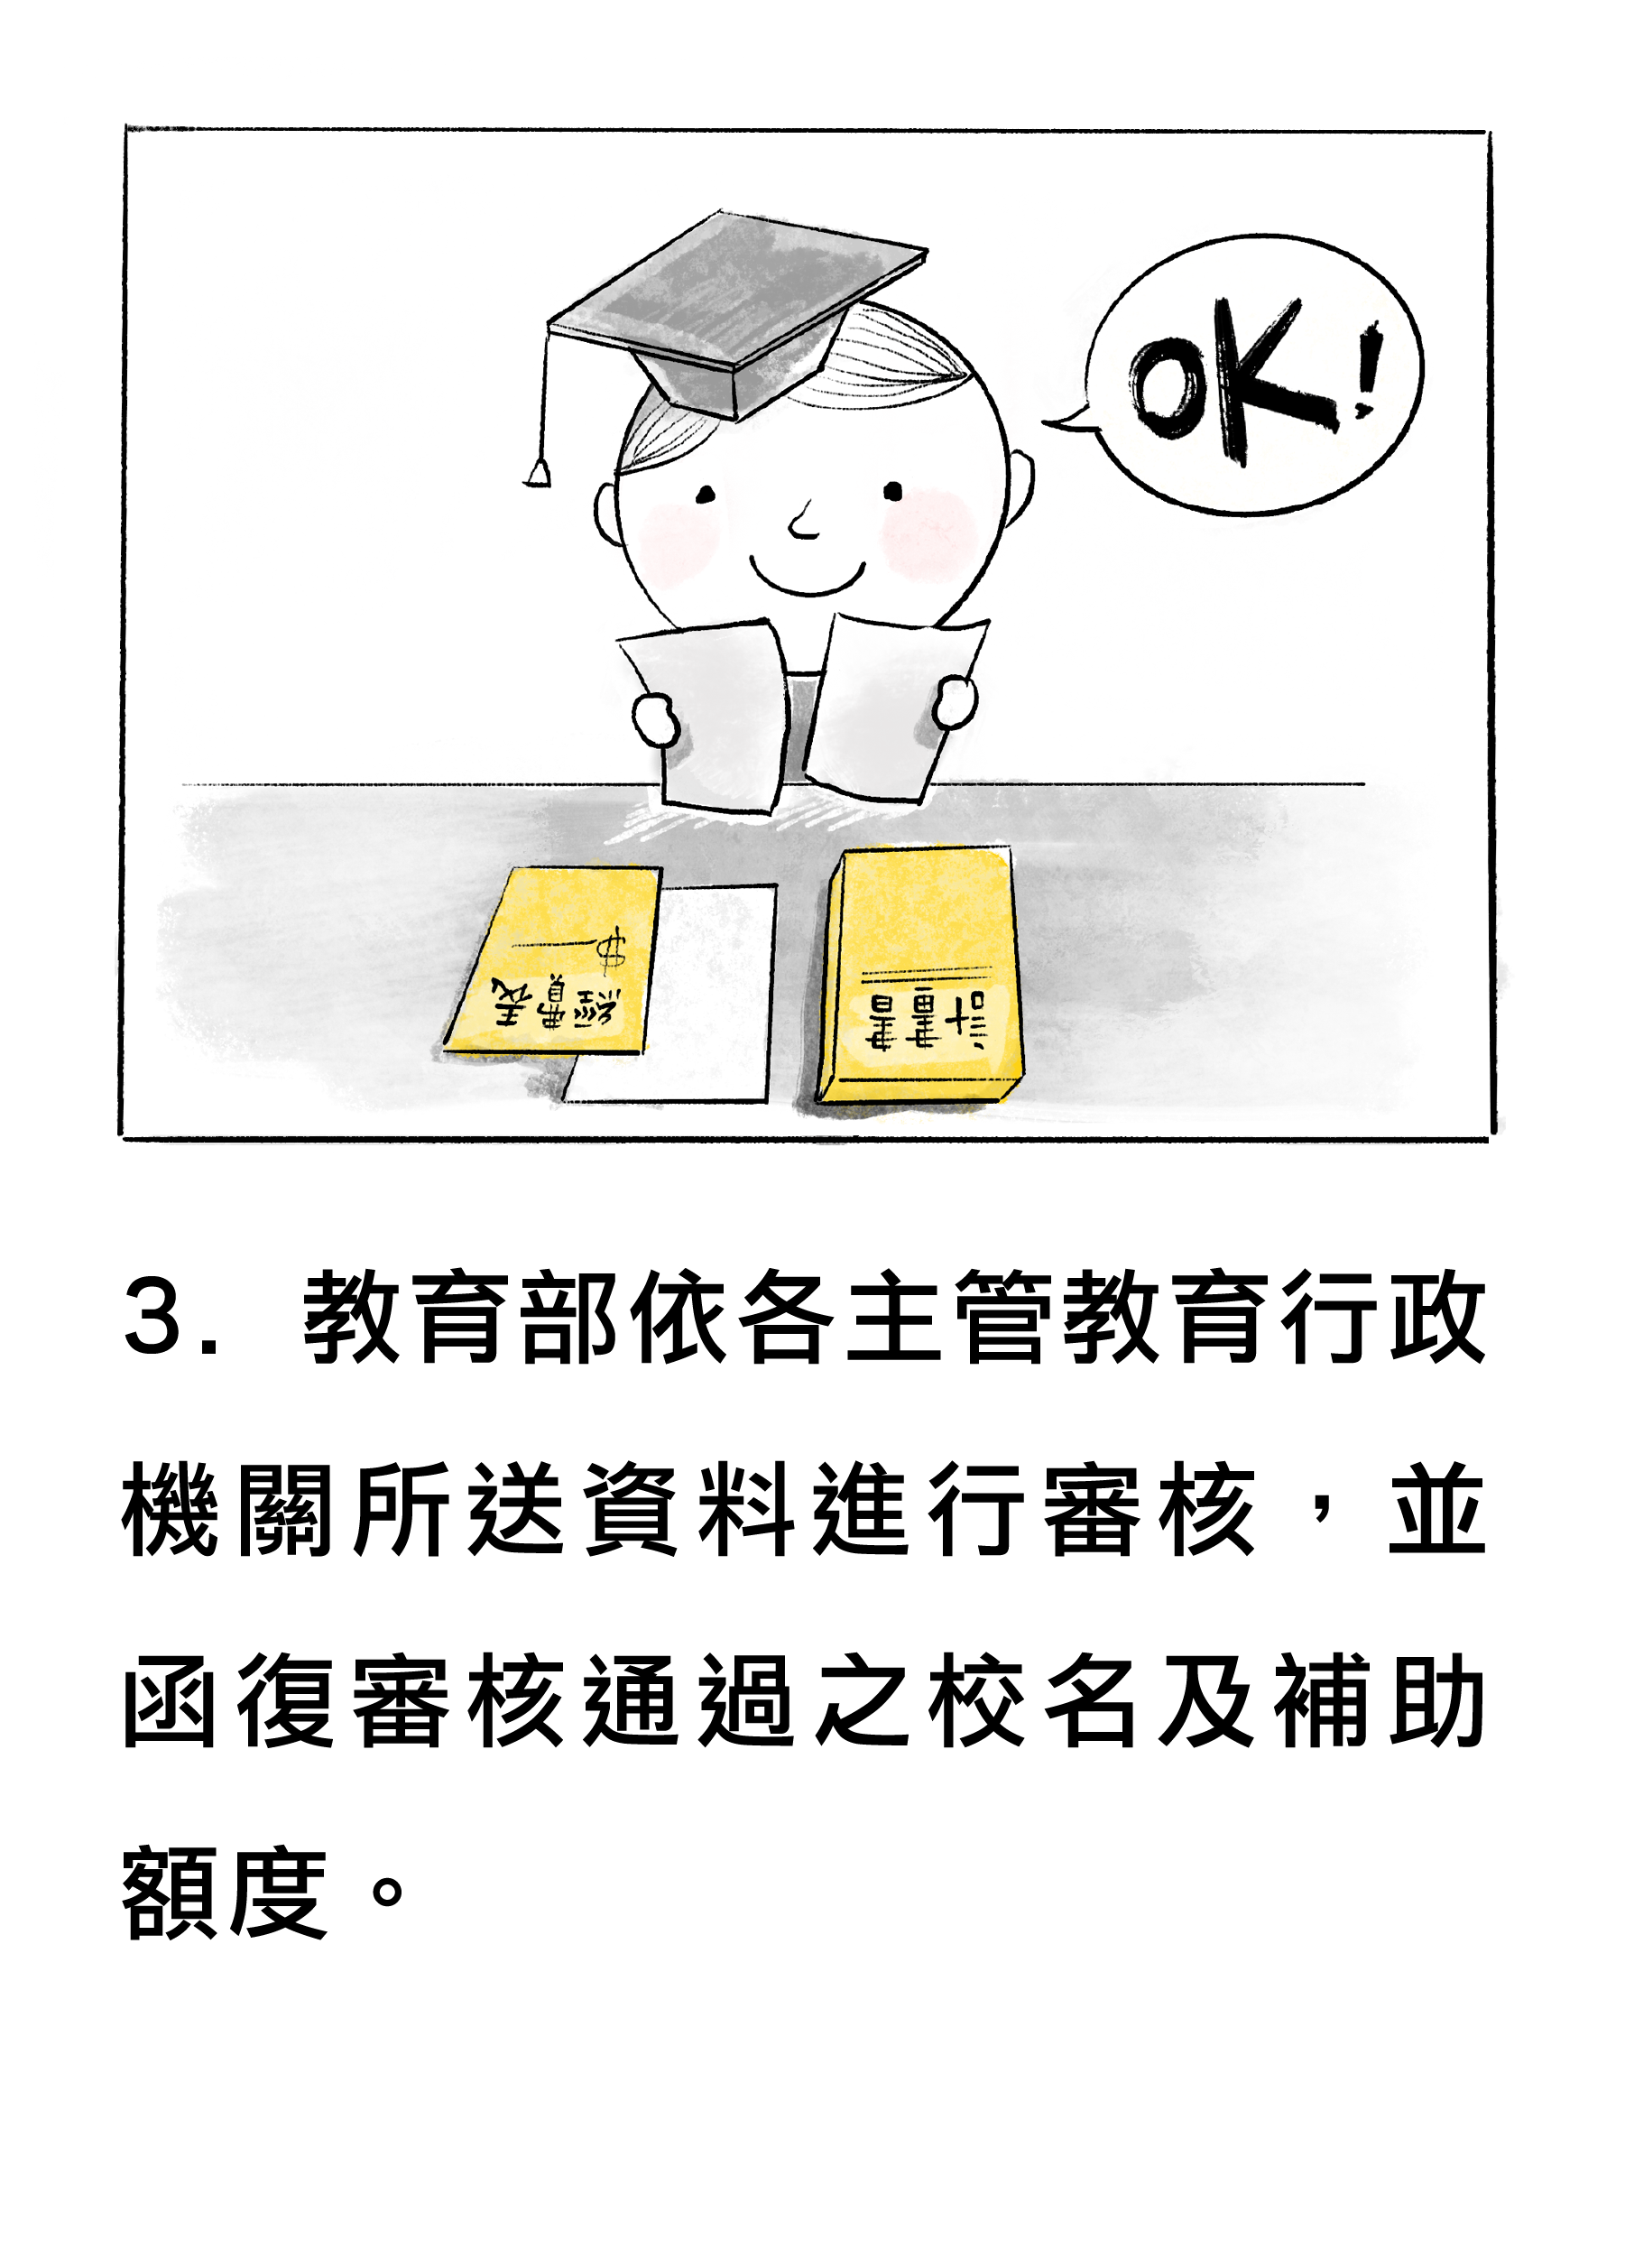 OK!
$
經費表
計畫書
3. 教育部依各主管教育行政
機關所送資料進行審核，並
函復審核通過之校名及補助
額度。